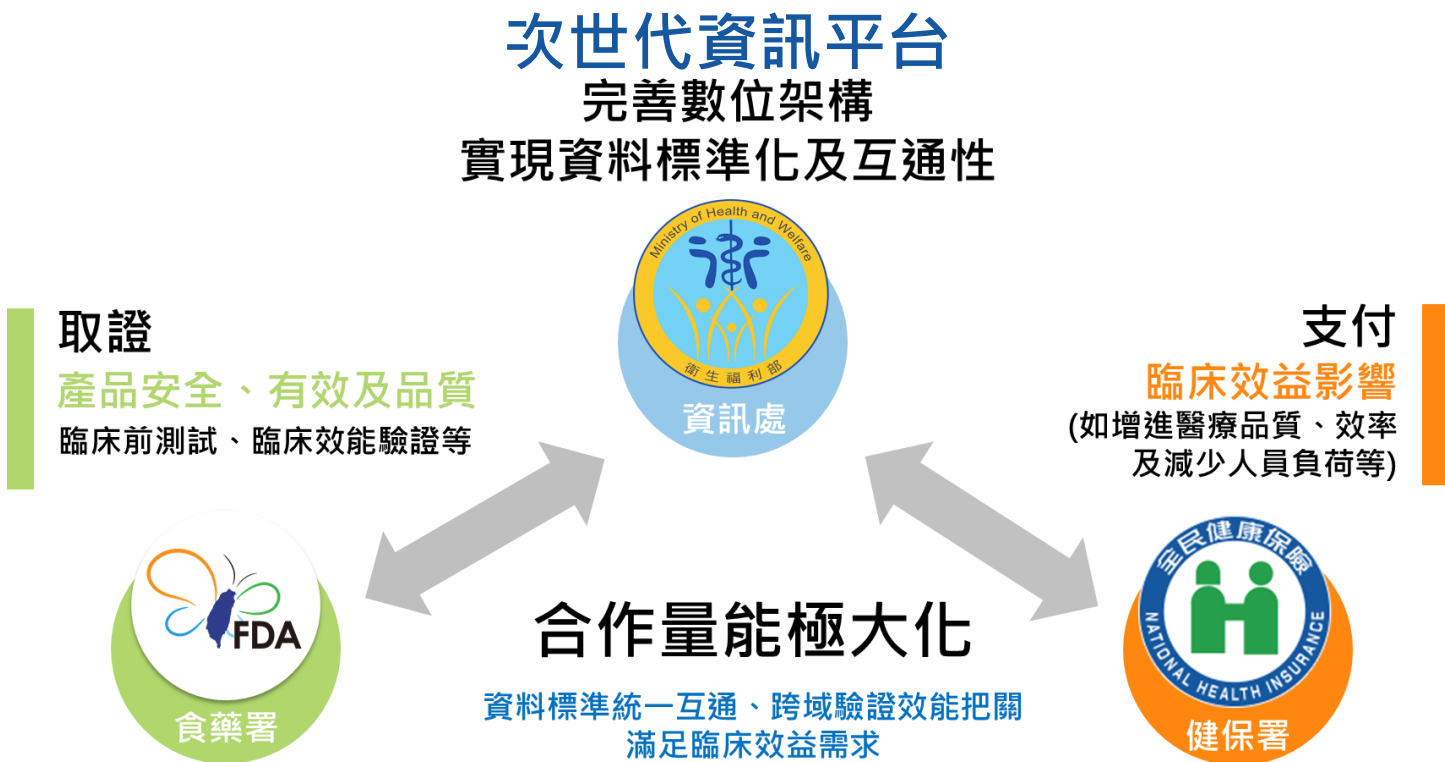 次世代資訊平台
完善數位架構
實現資料標準化及互通性
Ministry of Health and Welfare
衛生福利部
資訊處
取證
產品安全、有效及品質
臨床前測試、臨床效能驗證等
支付
臨床效益影響
(如增進醫療品質、效率
及減少人員負荷等)
FDA
食藥署
合作量能極大化
資料標準統一互通、跨域驗證效能把關
滿足臨床效益需求
全民健康保險
NATIONAL HEALTH INSURANCE
健保署